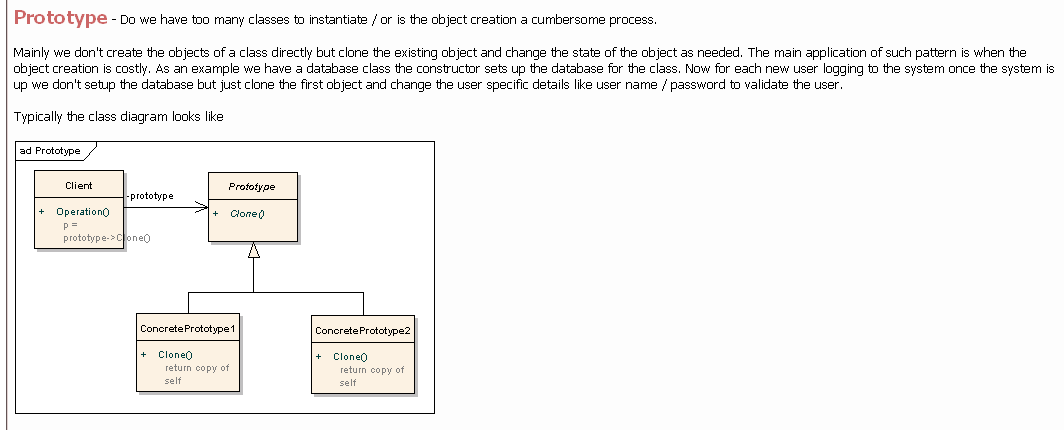 Prototype - Do we have too many classes to instantiate / or is the object creation a cumbersome process.
Mainly we don't create the objects of a class directly but clone the existing object and change the state of the object as needed. The main application of such pattern is when the
object creation is costly. As an example we have a database class the constructor sets up the database for the class. Now for each new user logging to the system once the system is
up we don't setup the database but just clone the first object and change the user specific details like user name / password to validate the user.
Typically the class diagram looks like
ad Prototype
Client
+ Operation()
p =
prototype->Clone()
-prototype
Prototype
+ Clone()
ConcretePrototype1
+ Clone()
return copy of
self
ConcretePrototype2
+ Clone()
return copy of
self